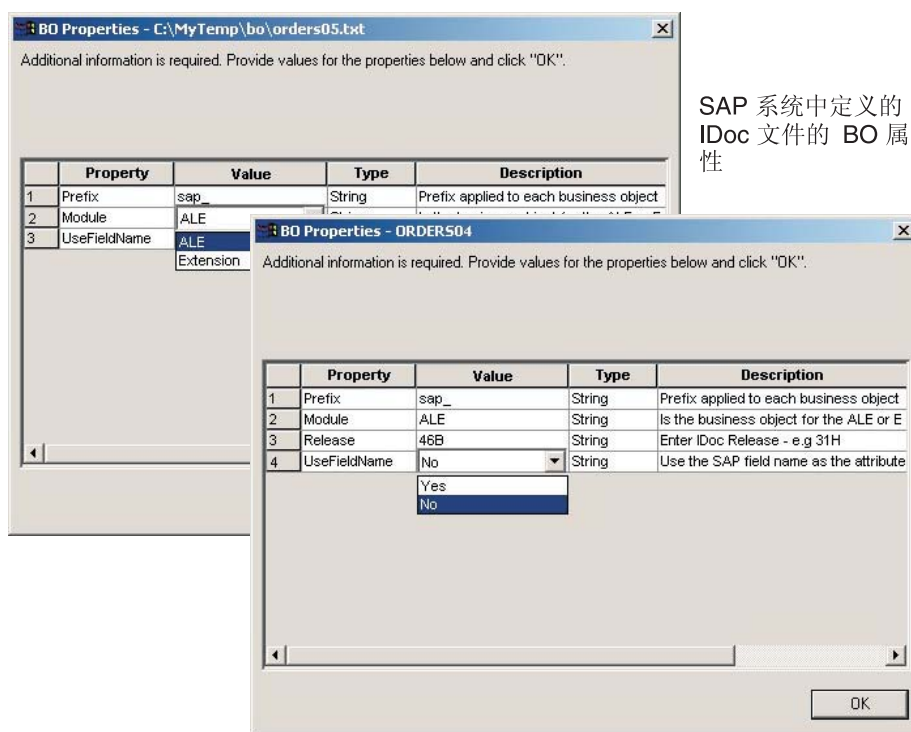 BO Properties - C:\MyTemp\bo\orders05.txt
Additional information is required. Provide values for the properties below and click "OK".
SAP 系统中定义的
IDoc 文件的 BO 属
性
Property Value Type Description
1 Prefix sap_ String Prefix applied to each business object
2 Module ALE
3 UseFieldName ALE
Extension
BO Properties - ORDERS04
Additional information is required. Provide values for the properties below and click "OK".
Property Value Type Description
1 Prefix sap_ String Prefix applied to each business object
2 Module ALE String Is the business object for the ALE or E
3 Release 46B String Enter IDoc Release - e.g 31H
4 UseFieldName No String Use the SAP field name as the attribute
Yes
No
OK